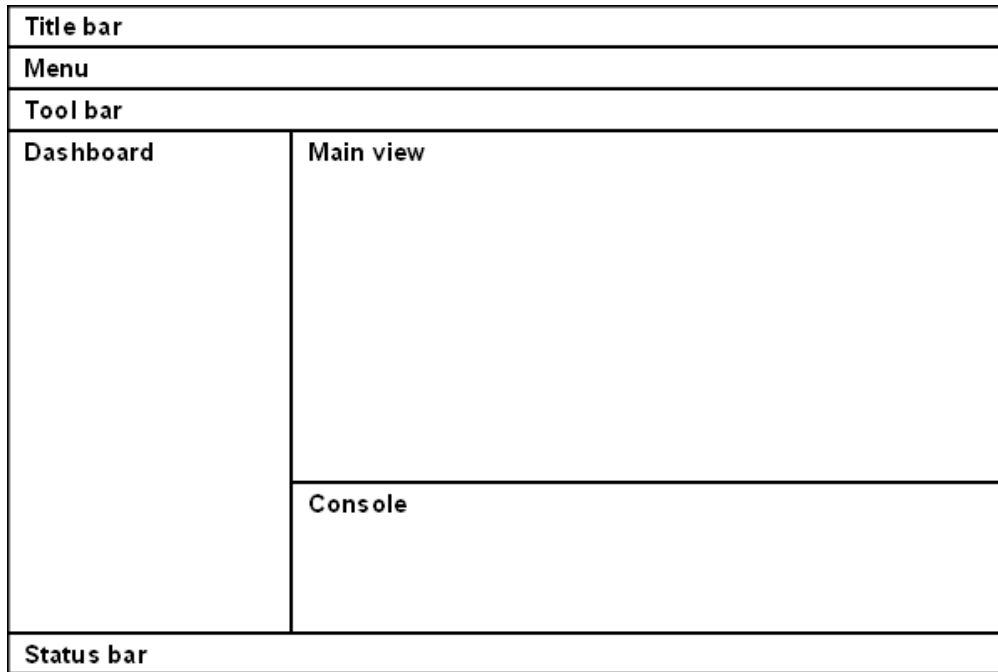 Title bar
Menu
Tool bar
Dashboard
Main view
Console
Status bar